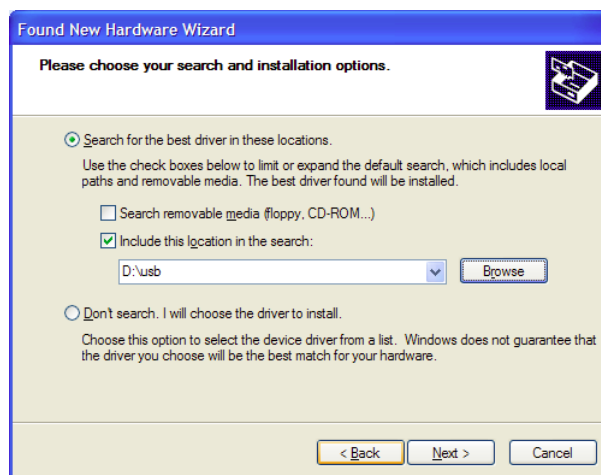 Found New Hardware Wizard
Please choose your search and installation options.
Search for the best driver in these locations.
Use the check boxes below to limit or expand the default search, which includes local
paths and removable media. The best driver found will be installed.
Search removable media (floppy, CD-ROM...)
Include this location in the search:
D:\usb
Browse
Don't search. I will choose the driver to install.
Choose this option to select the device driver from a list. Windows does not guarantee that
the driver you choose will be the best match for your hardware.
< Back Next > Cancel